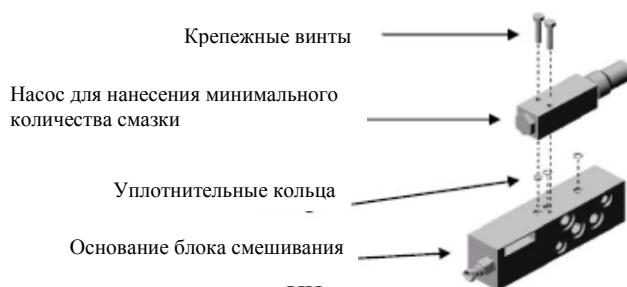 Крепежные винты
Насос для нанесения минимального
количества смазки
Уплотнительные кольца
Основание блока смешивания